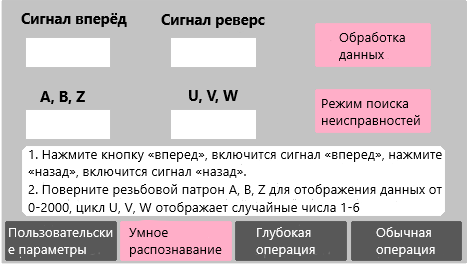 Сигнал вперёд
Сигнал реверс
Обработка
данных
A, B, Z
U, V, W
Режим поиска
неисправностей
1. Нажмите кнопку «вперед», включится сигнал «вперед», нажмите
«назад», включится сигнал «назад».
2. Поверните резьбовой патрон A, B, Z для отображения данных от
0-2000, цикл U, V, W отображает случайные числа 1-6
Пользовательски
е параметры
Умное
распознавание
Глубокая
операция
Обычная
операция